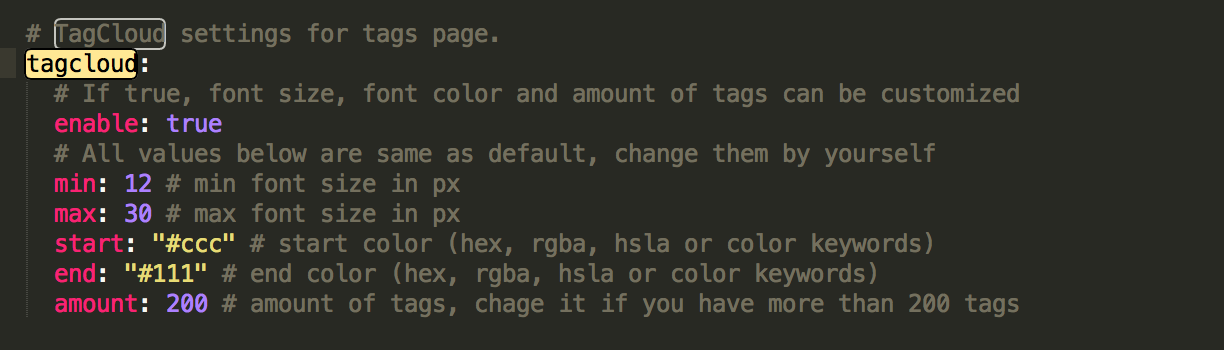 # TagCloud settings for tags page.
tagcloud:
# If true, font size, font color and amount of tags can be customized
enable: true
# All values below are same as default, change them by yourself
min: 12 # min font size in px
max: 30 # max font size in px
start: "#ccc" # start color (hex, rgba, hsla or color keywords)
end: "#111" # end color (hex, rgba, hsla or color keywords)
amount: 200 # amount of tags, chage it if you have more than 200 tags